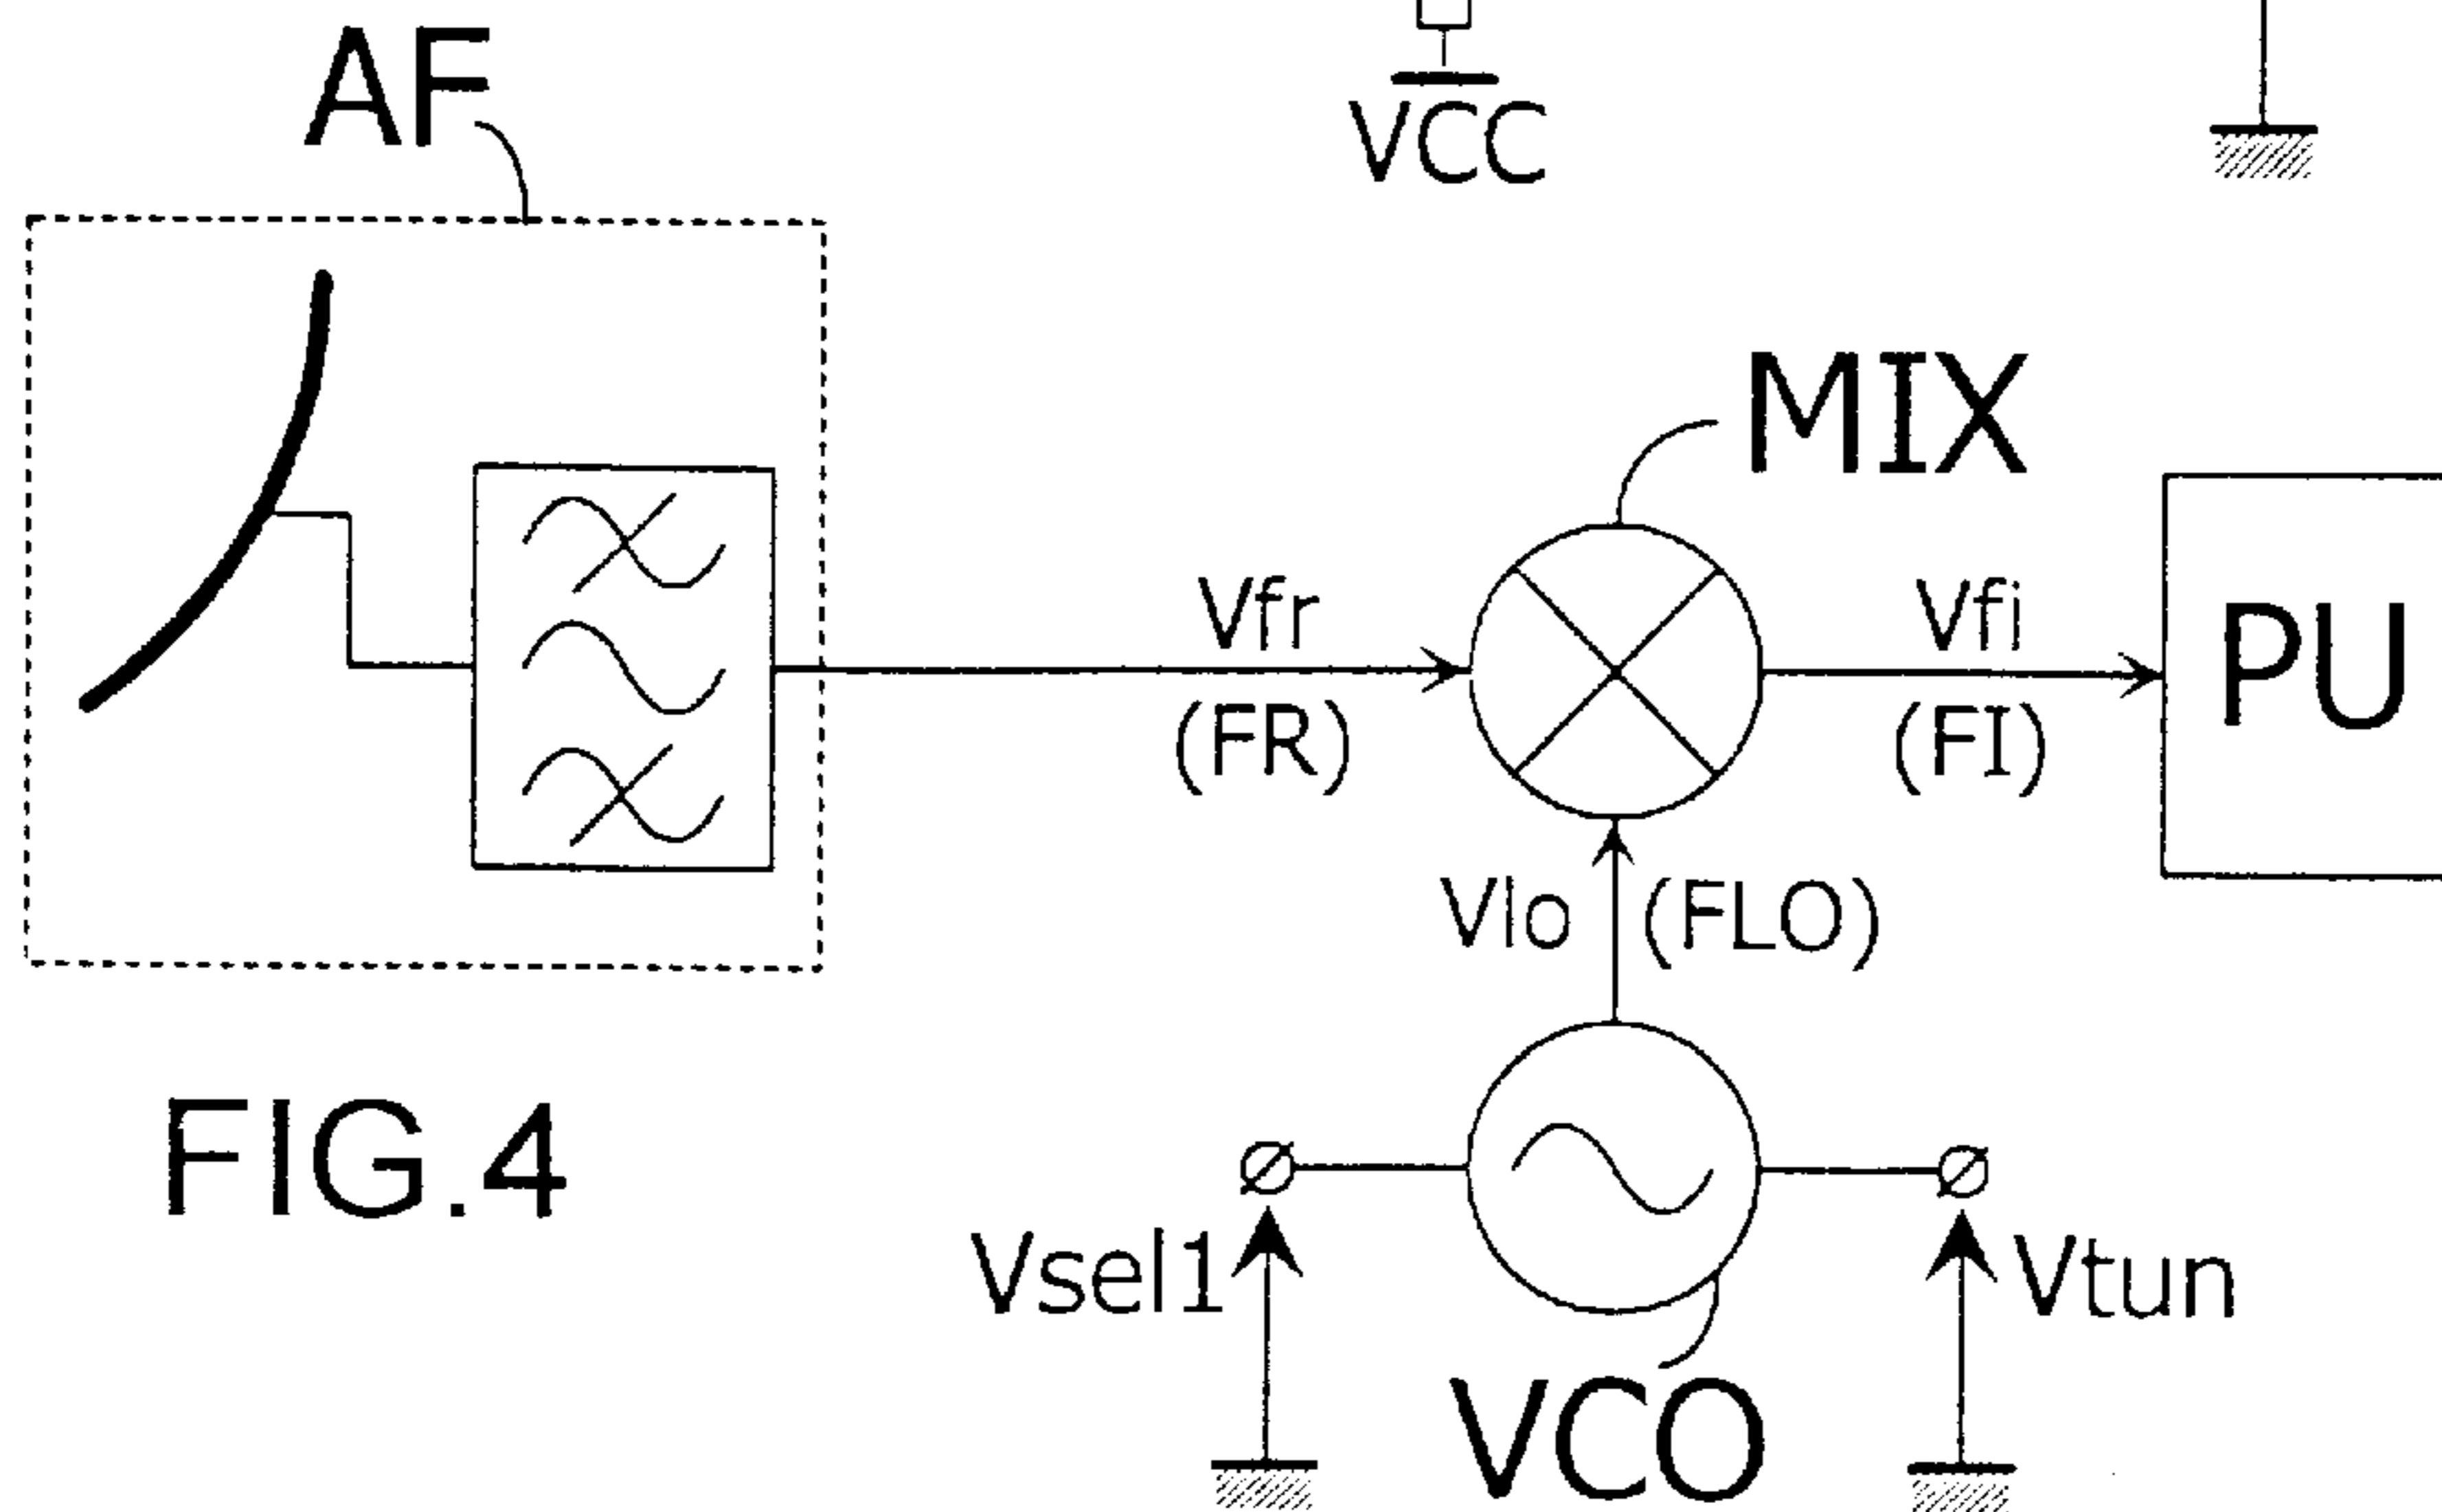 AF
VCC
MIX
Vfr
(FR)
Vfi
(FI)
PU
Vlo (FLO)
FIG.4
Vsel1
Vtun
VCO